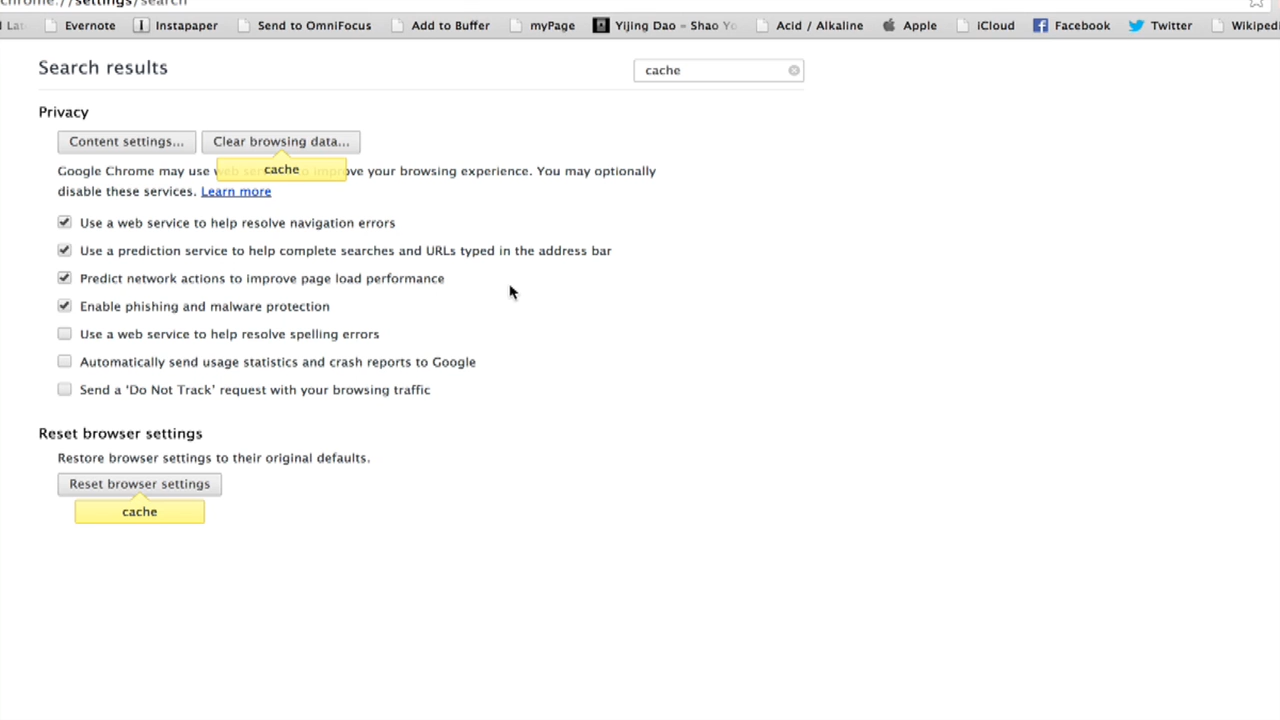 chrome://settings/search
Late Evernote Instapaper Send to OmniFocus Add to Buffer myPage Yijing Dao – Shao Yo Acid / Alkaline Apple iCloud Facebook Twitter Wikiped
Search results
cache
Privacy
Content settings... Clear browsing data...
cache
Google Chrome may use web services to improve your browsing experience. You may optionally
disable these services. Learn more
Use a web service to help resolve navigation errors
Use a prediction service to help complete searches and URLs typed in the address bar
Predict network actions to improve page load performance
Enable phishing and malware protection
Use a web service to help resolve spelling errors
Automatically send usage statistics and crash reports to Google
Send a 'Do Not Track' request with your browsing traffic
Reset browser settings
Restore browser settings to their original defaults.
Reset browser settings
cache